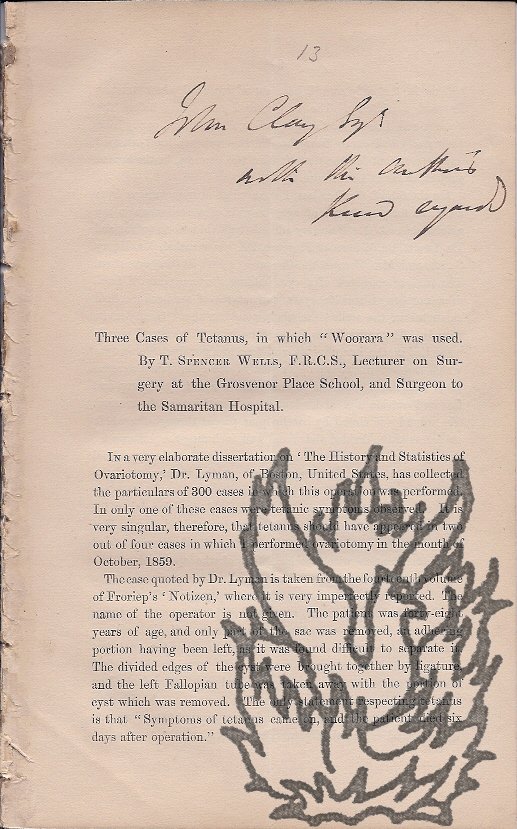 13
John Clay Esq
with the author's
kind regards
Three Cases of Tetanus, in which "Woorara" was used.
By T. SPENCER WELLS, F.R.C.S., Lecturer on Sur-
gery at the Grosvenor Place School, and Surgeon to
the Samaritan Hospital.
IN a very elaborate dissertation on 'The History and Statistics of
Ovariotomy,' Dr. Lyman, of Boston, United States, has collected
the particulars of 300 cases in which this operation was performed.
In only one of these cases were tetanic symptoms observed. It is
very singular, therefore, that tetanus should have appeared in two
out of four cases in which I performed ovariotomy in the month of
October, 1859.
The case quoted by Dr. Lyman is taken from the fourteenth volume
of Froriep's 'Notizen,' where it is very imperfectly reported. The
name of the operator is not given. The patient was forty-eight
years of age, and only part of the sac was removed, an adhering
portion having been left, as it was found difficult to separate it.
The divided edges of the cyst were brought together by ligature,
and the left Fallopian tube was taken away with the portion of
cyst which was removed. The only statement respecting tetanus
is that "Symptoms of tetanus came on, and the patient died six
days after operation."